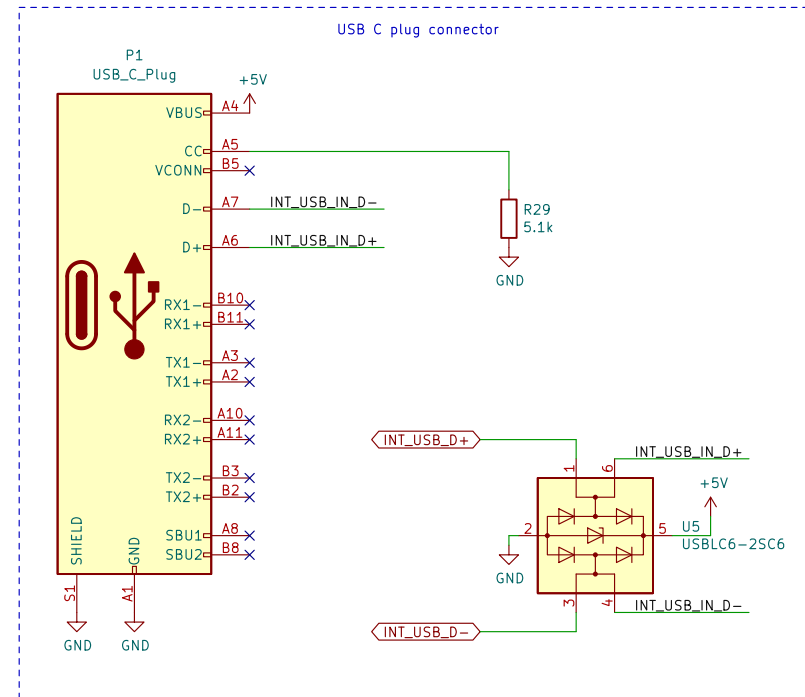 USB C plug connector
P1
USB_C_Plug
+5V
VBUS A4
CC A5
VCONN B5
D- A7 INT_USB_IN_D-
D+ A6 INT_USB_IN_D+
R29
5.1k
GND
RX1- B10
RX1+ B11
TX1- A3
TX1+ A2
RX2- A10
RX2+ A11
TX2- B3
TX2+ B2
SBU1 A8
SBU2 B8
SHIELD
GND
S1
A1
GND
GND
INT_USB_D+
INT_USB_IN_D+
1
6
+5V
2
5
U5
USBLC6-2SC6
GND
3
4
INT_USB_IN_D-
INT_USB_D-